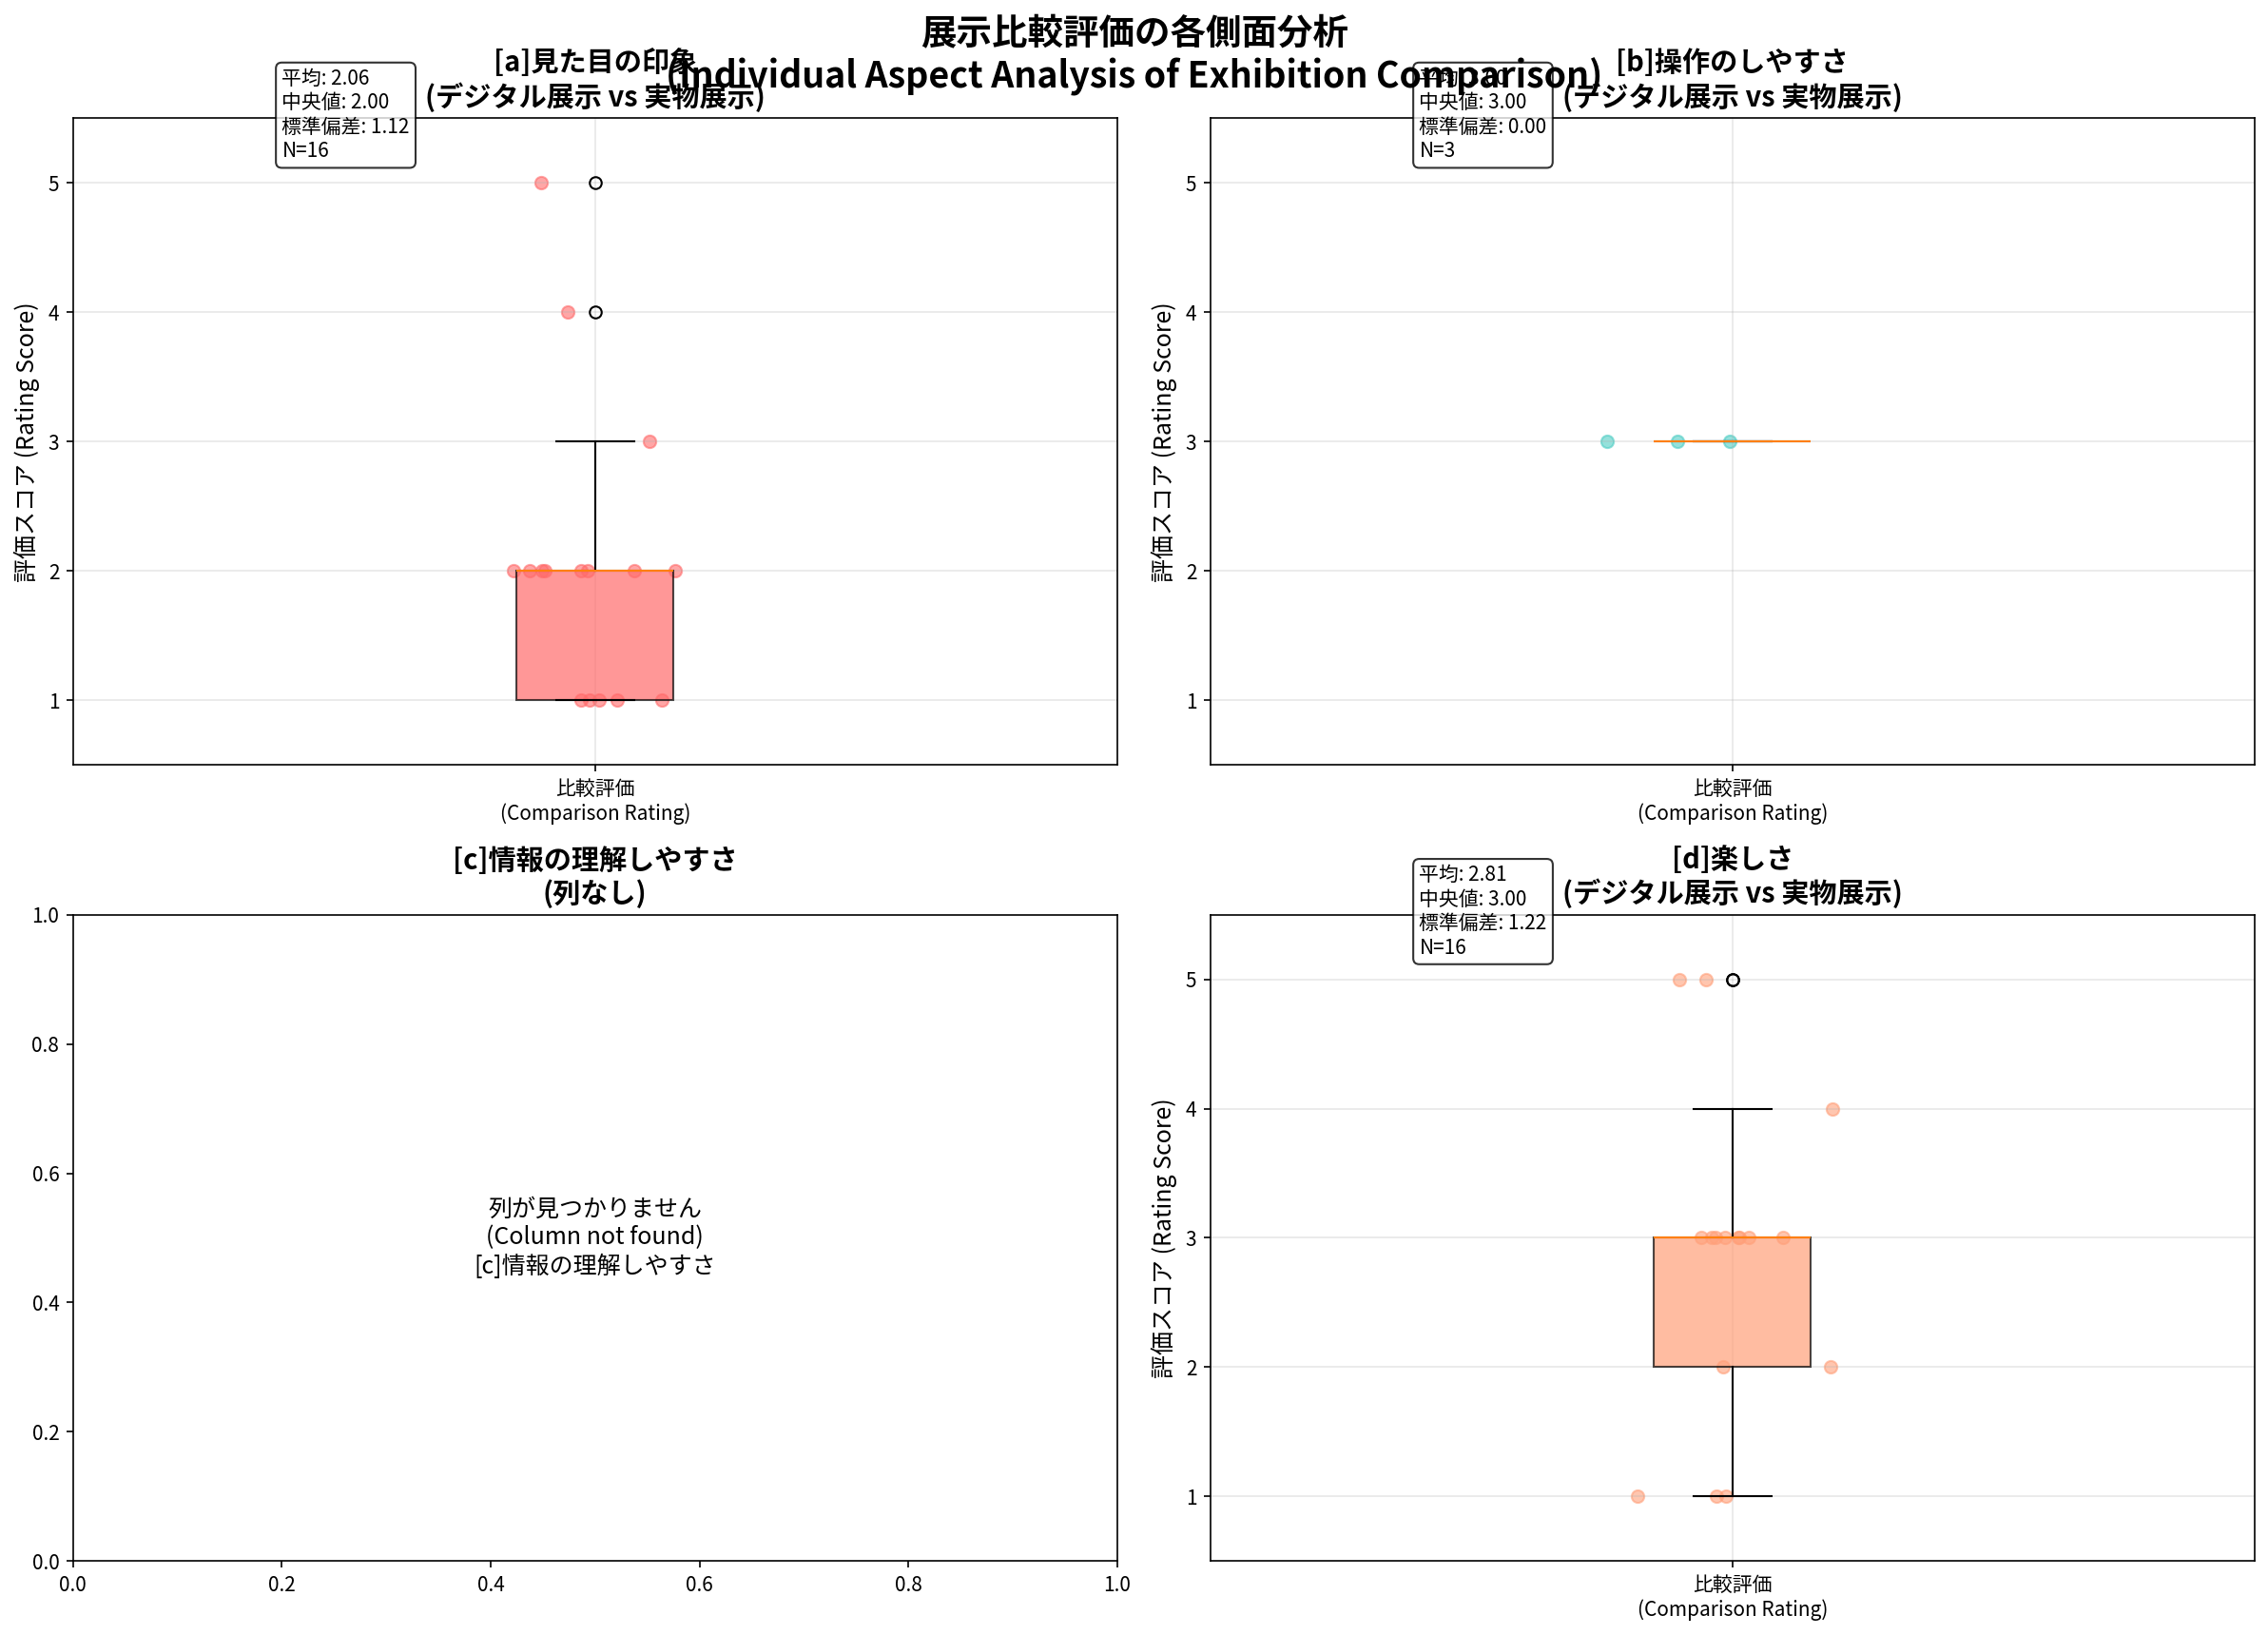 展示比較評価の各側面分析
(Individual Aspect Analysis of Exhibition Comparison)
[a]見た目の印象
(デジタル展示 vs 実物展示)
平均: 2.06
中央値: 2.00
標準偏差: 1.12
N=16
評価スコア (Rating Score)
5
4
3
2
1
比較評価
(Comparison Rating)
[b]操作のしやすさ
(デジタル展示 vs 実物展示)
平均: 3.00
中央値: 3.00
標準偏差: 0.00
N=3
評価スコア (Rating Score)
5
4
3
2
1
比較評価
(Comparison Rating)
[c]情報の理解しやすさ
(列なし)
1.0
0.8
0.6
0.4
0.2
0.0
列が見つかりません
(Column not found)
[c]情報の理解しやすさ
0.0
0.2
0.4
0.6
0.8
1.0
[d]楽しさ
(デジタル展示 vs 実物展示)
平均: 2.81
中央値: 3.00
標準偏差: 1.22
N=16
評価スコア (Rating Score)
5
4
3
2
1
比較評価
(Comparison Rating)